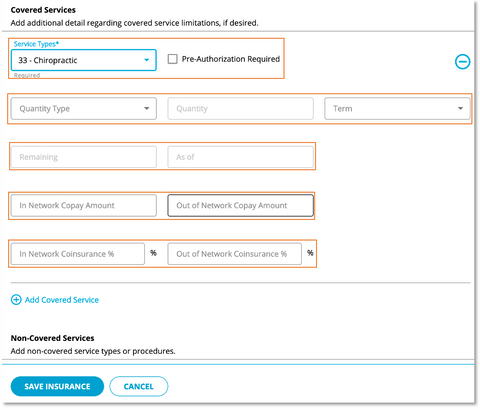 Covered Services
Add additional detail regarding covered service limitations, if desired.
Service Types*
33 - Chiropractic
Pre-Authorization Required
Required
Quantity Type
Quantity
Term
Remaining
As of
In Network Copay Amount
Out of Network Copay Amount
In Network Coinsurance %
%
Out of Network Coinsurance %
%
Add Covered Service
Non-Covered Services
Add non-covered service types or procedures.
SAVE INSURANCE
CANCEL